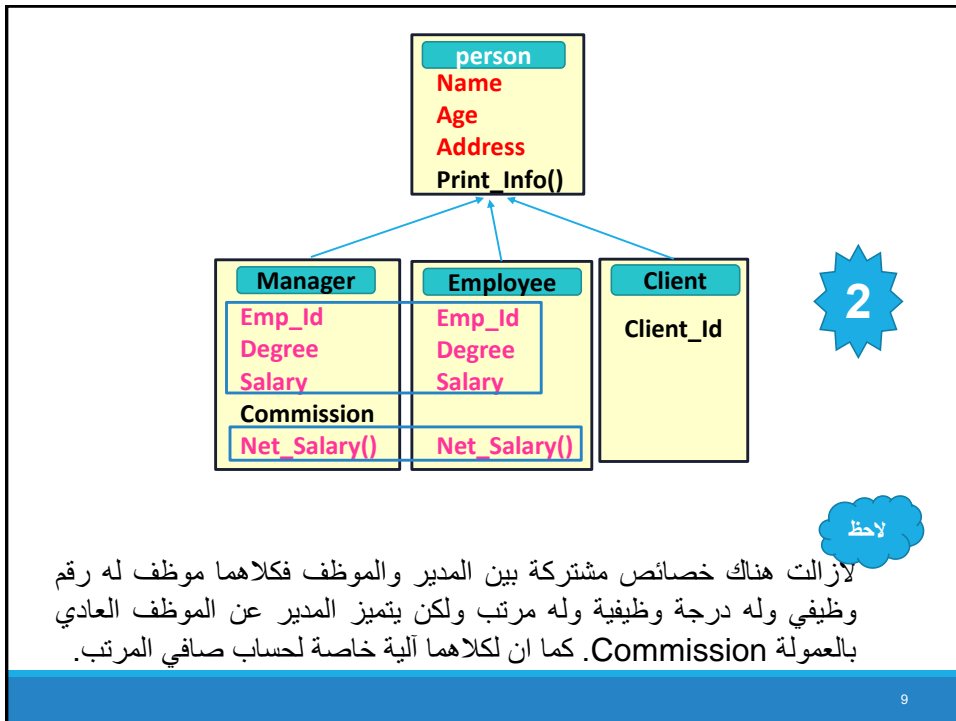 person
Name
Age
Address
Print_Info()
Manager
Emp_Id
Degree
Salary
Commission
Net_Salary()
Employee
Emp_Id
Degree
Salary
Net_Salary()
Client
Client_Id
2
لاحظ
لازالت هناك خصائص مشتركة بين المدير والموظف فكلاهما موظف له رقم
وظيفي وله درجة وظيفية وله مرتب ولكن يتميز المدير عن الموظف العادي
بالعمولة Commission. كما ان لكلاهما آلية خاصة لحساب صافي المرتب.
9